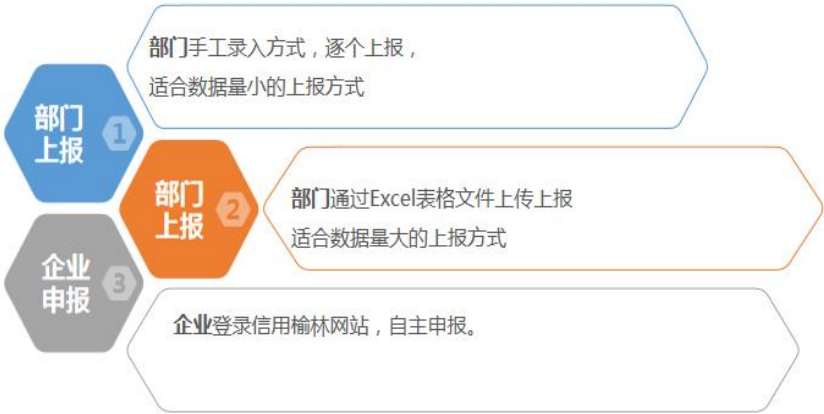 部门手工录入方式，逐个上报，
适合数据量小的上报方式
部门
上报
1
部门
上报
2
部门通过Excel表格文件上传上报
适合数据量大的上报方式
企业
申报
3
企业登录信用榆林网站，自主申报。